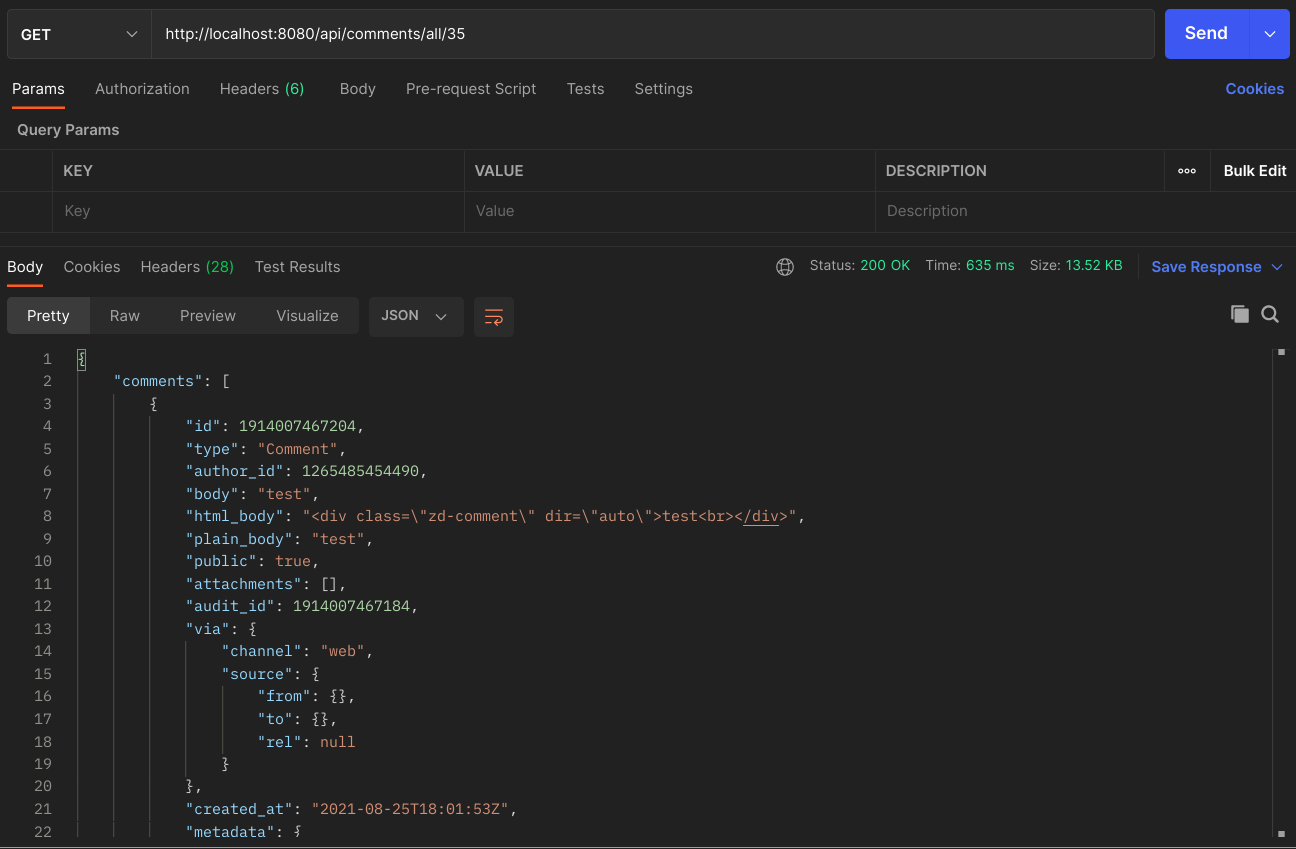 GET http://localhost:8080/api/comments/all/35 Send
Params Authorization Headers (6) Body Pre-request Script Tests Settings Cookies
Query Params
KEY VALUE DESCRIPTION ooo Bulk Edit
Key Value Description
Body Cookies Headers (28) Test Results Status: 200 OK Time: 635 ms Size: 13.52 KB Save Response
Pretty Raw Preview Visualize JSON
1 {
2 "comments": [
3 {
4 "id": 1914007467204,
5 "type": "Comment",
6 "author_id": 1265485454490,
7 "body": "test",
8 "html_body": "<div class=\"zd-comment\" dir=\"auto\">test<br></div>",
9 "plain_body": "test",
10 "public": true,
11 "attachments": [],
12 "audit_id": 1914007467184,
13 "via": {
14 "channel": "web",
15 "source": {
16 "from": {},
17 "to": {},
18 "rel": null
19 }
20 },
21 "created_at": "2021-08-25T18:01:53Z",
22 "metadata": {